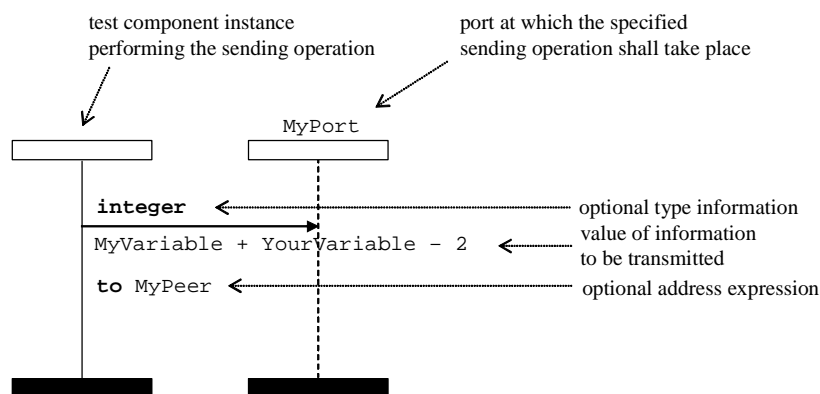 test component instance
performing the sending operation
port at which the specified
sending operation shall take place
MyPort
integer
optional type information
MyVariable + YourVariable – 2
value of information
to be transmitted
to MyPeer
optional address expression